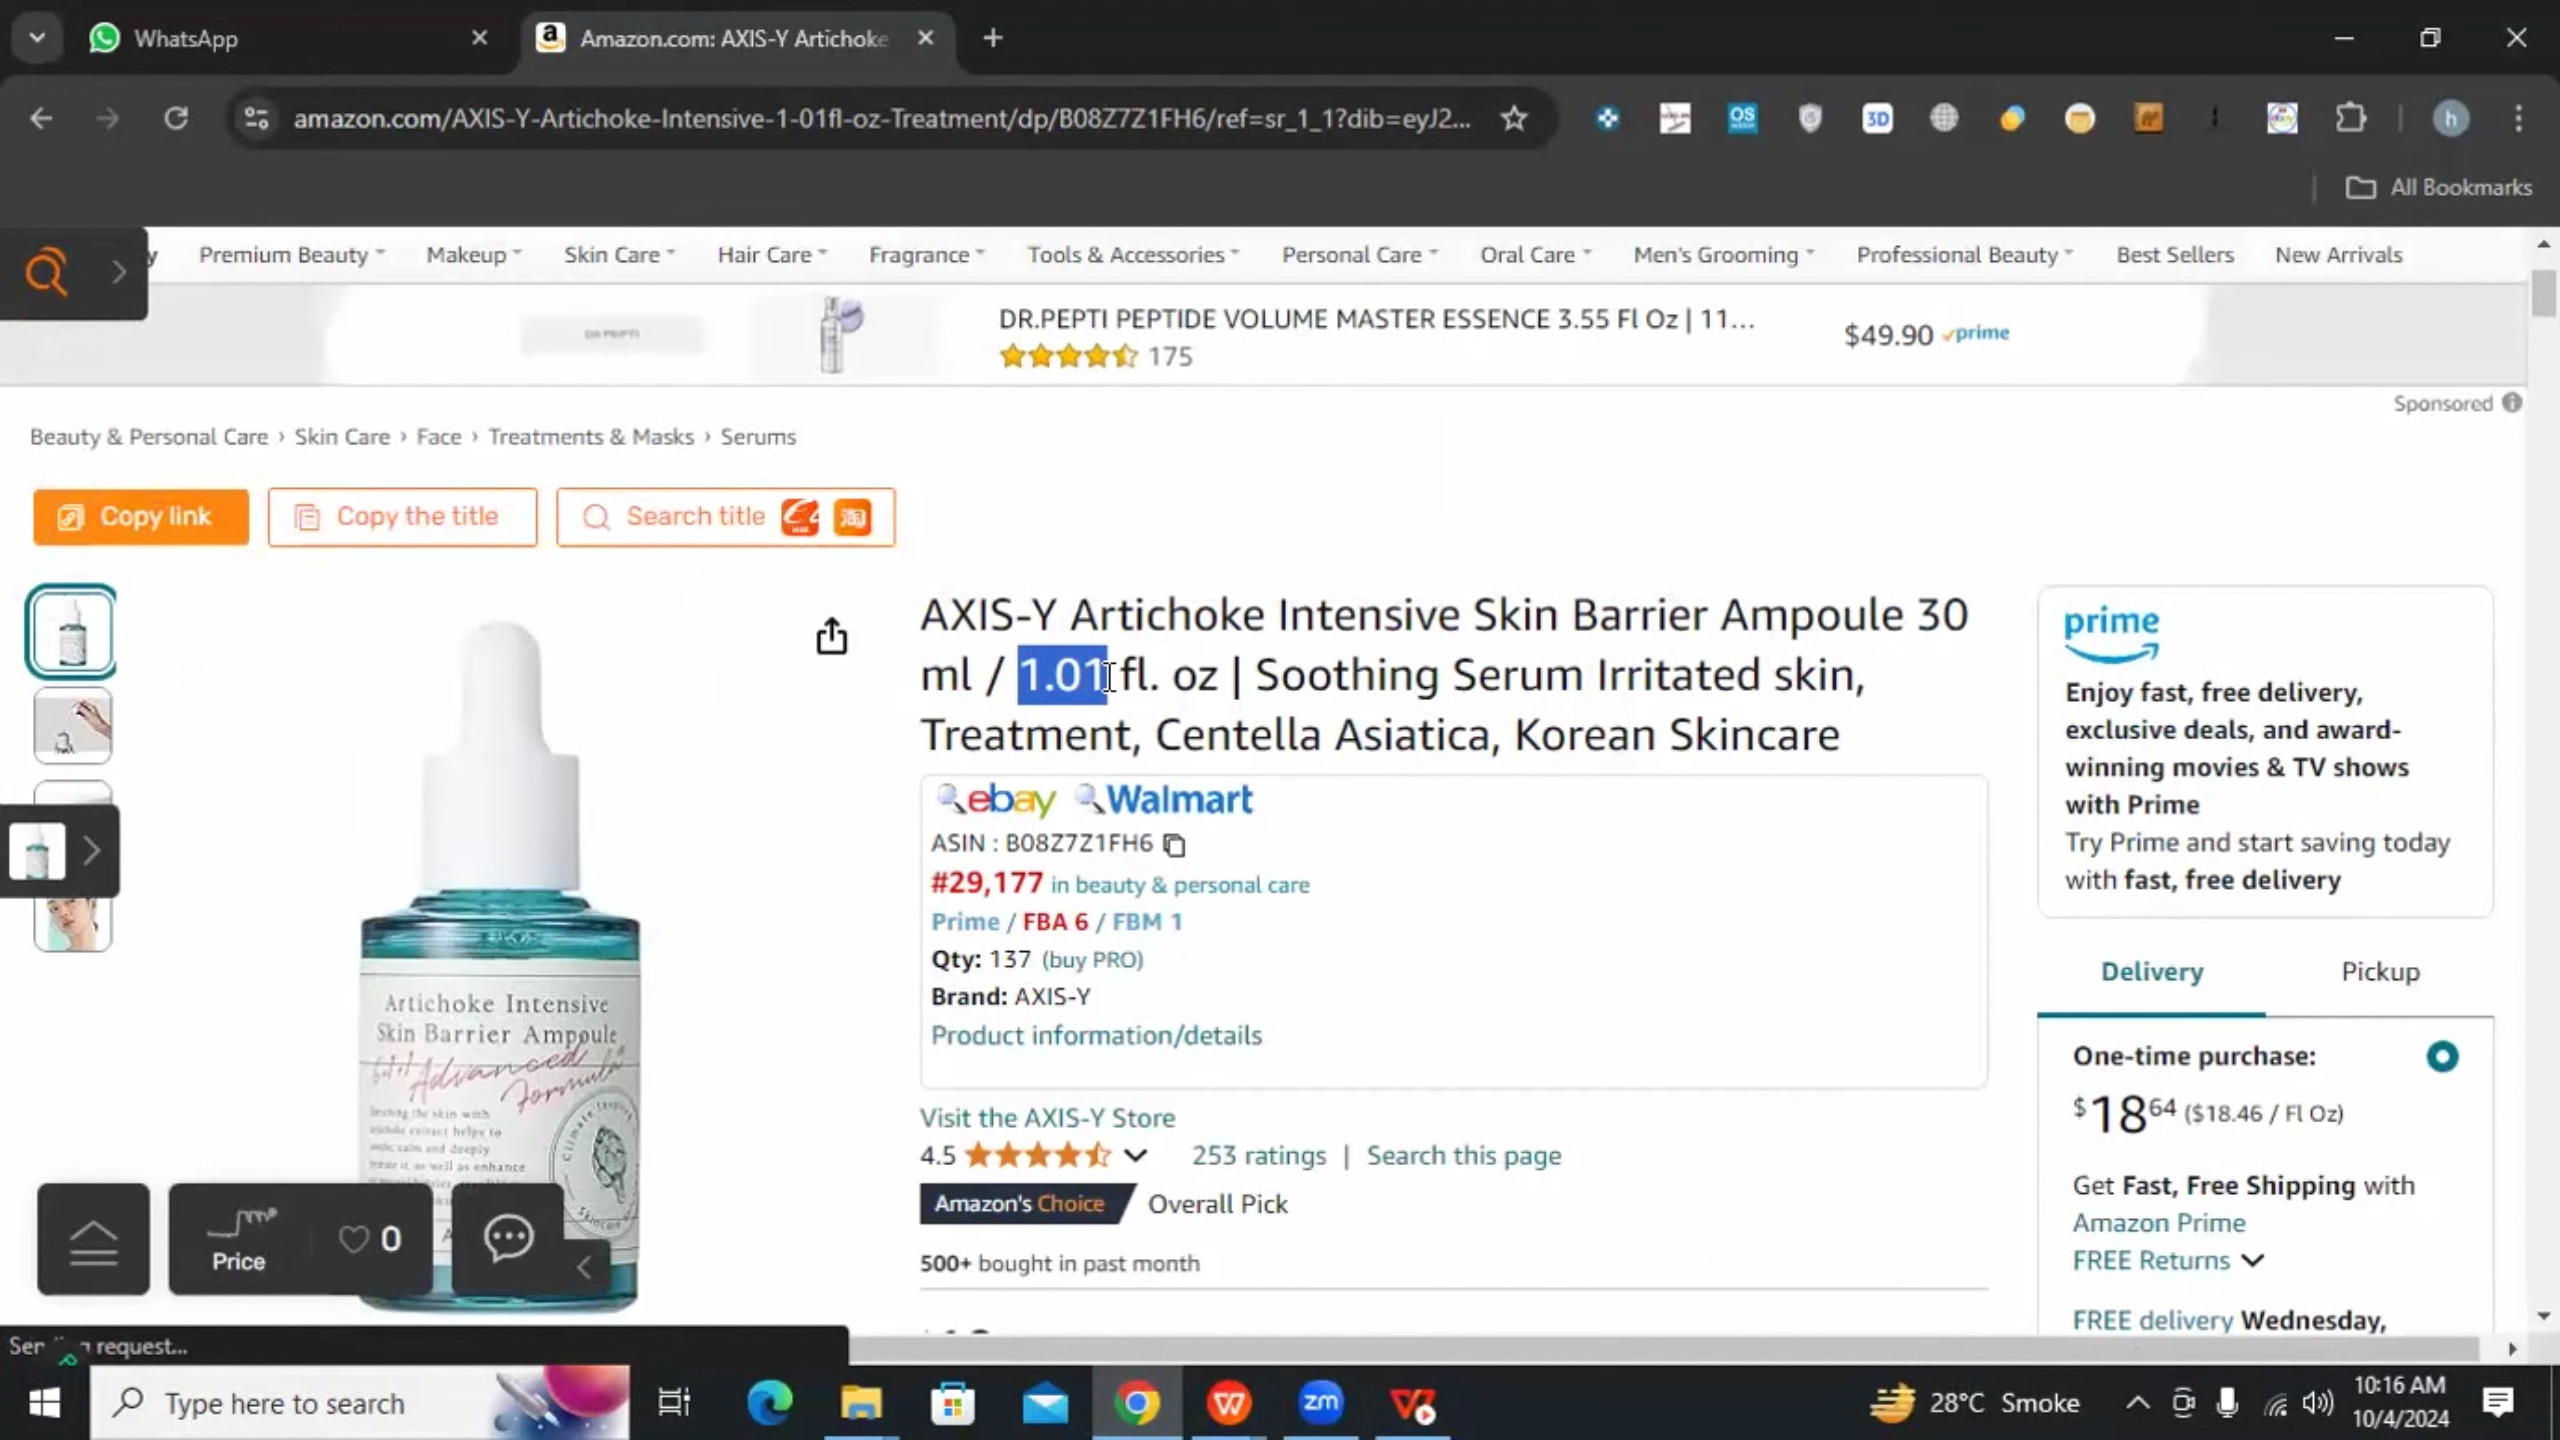 WhatsApp
Amazon.com: AXIS-Y Artichoke
amazon.com/AXIS-Y-Artichoke-Intensive-1-01fl-oz-Treatment/dp/B08Z7Z1FH6/ref=sr_1_1?dib=eyJ2...
OS
3D
h
All Bookmarks
y Premium Beauty Makeup Skin Care Hair Care Fragrance Tools & Accessories Personal Care Oral Care Men's Grooming Professional Beauty Best Sellers New Arrivals
DR.PEPTI
DR.PEPTI PEPTIDE VOLUME MASTER ESSENCE 3.55 Fl Oz | 11...
175
$49.90 prime
Sponsored
Beauty & Personal Care › Skin Care › Face › Treatments & Masks › Serums
Copy link
Copy the title
Search title
淘
AXIS-Y Artichoke Intensive Skin Barrier Ampoule 30
ml / 1.01 fl. oz | Soothing Serum Irritated skin,
Treatment, Centella Asiatica, Korean Skincare
ebay Walmart
ASIN : B08Z7Z1FH6
#29,177 in beauty & personal care
Prime / FBA 6 / FBM 1
Qty: 137 (buy PRO)
Brand: AXIS-Y
Product information/details
Visit the AXIS-Y Store
4.5
253 ratings | Search this page
Amazon's Choice Overall Pick
500+ bought in past month
prime
Enjoy fast, free delivery,
exclusive deals, and award-
winning movies & TV shows
with Prime
Try Prime and start saving today
with fast, free delivery
Delivery
Pickup
One-time purchase:
$18 64 ($18.46 / Fl Oz)
Get Fast, Free Shipping with
Amazon Prime
FREE Returns
FREE delivery Wednesday,
Artichoke Intensive
Skin Barrier Ampoule
Advanced
Formula
Price
0
request...
Type here to search
zm
28°C Smoke
10:16 AM
10/4/2024